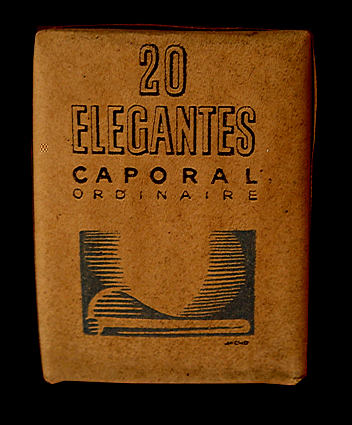 20
ELEGANTES
CAPORAL
ORDINAIRE